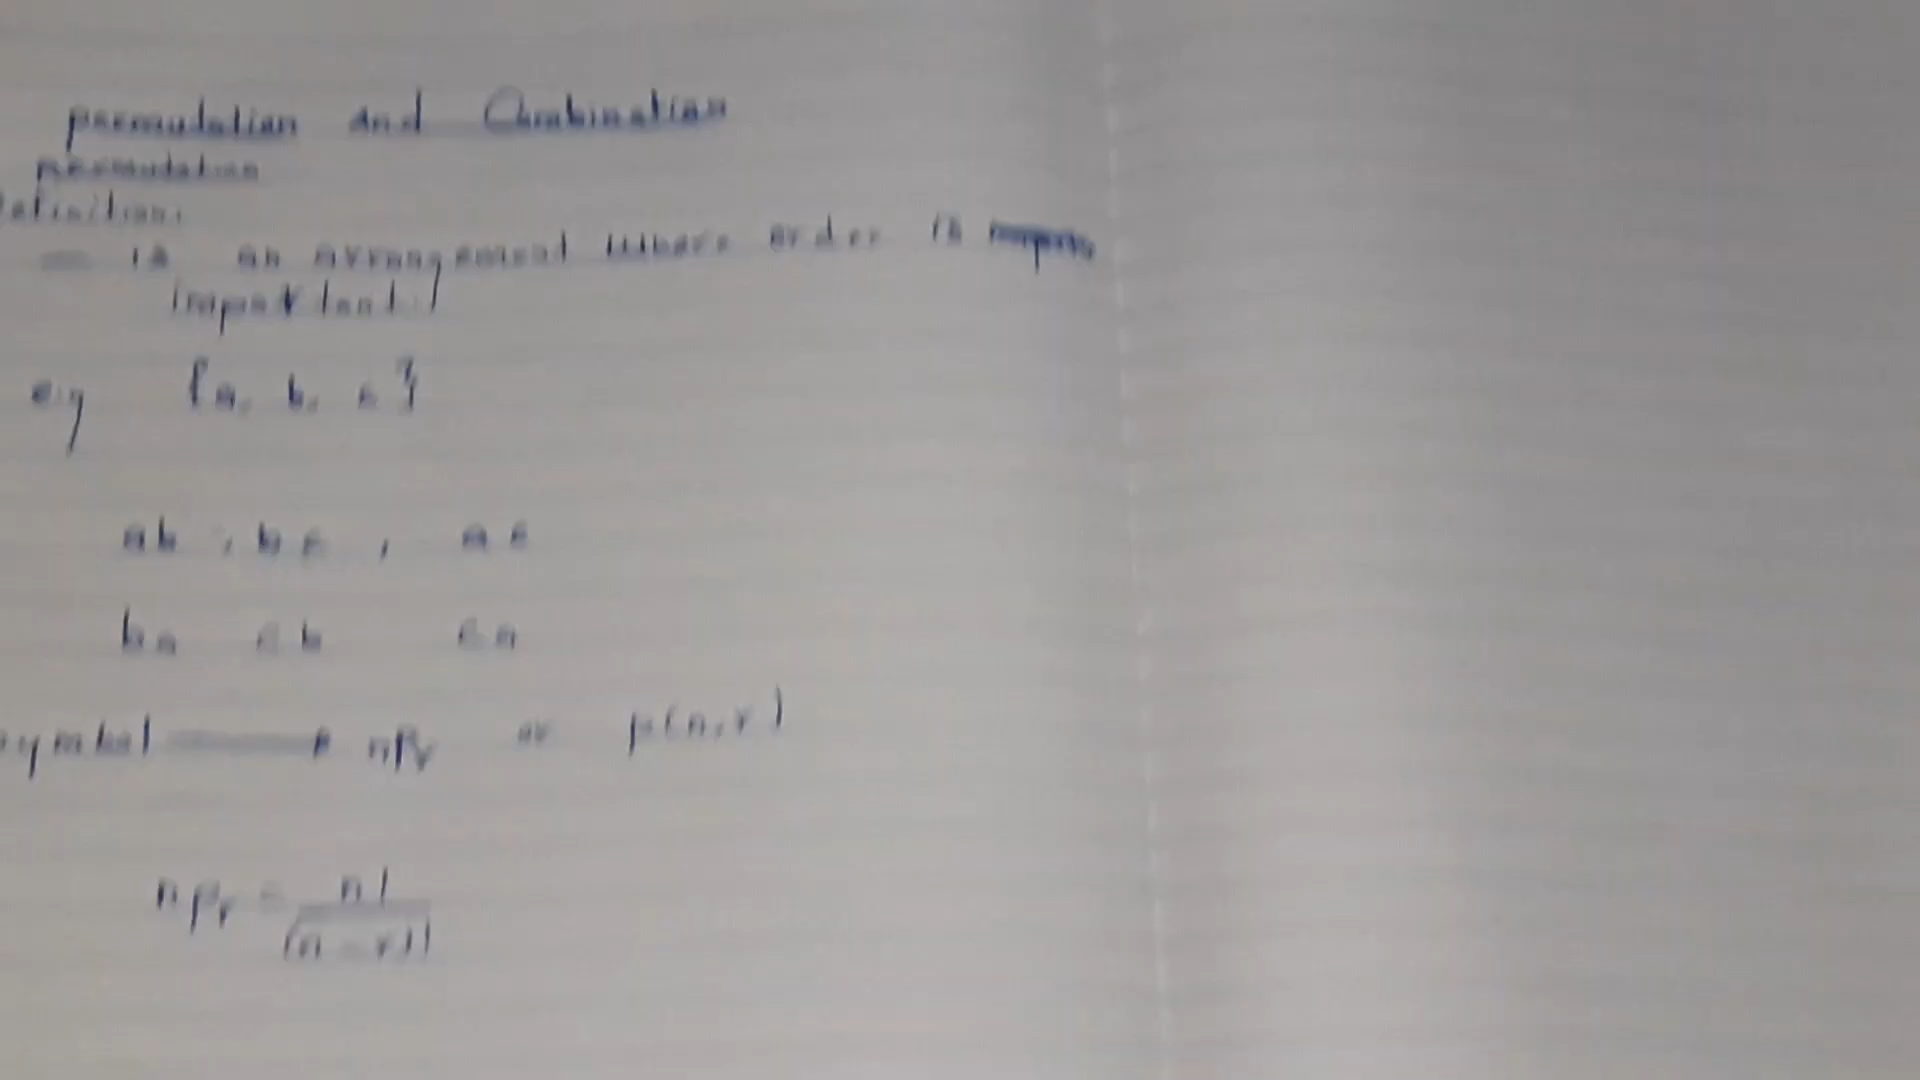 permutation and Combination
permutation
Definition:
— is an arrangement where order is
important.
e.g {a, b, c}
ab , bc , ac
ba cb ca
symbol → nPr or p(n,r)
nPr = n!/(n-r)!